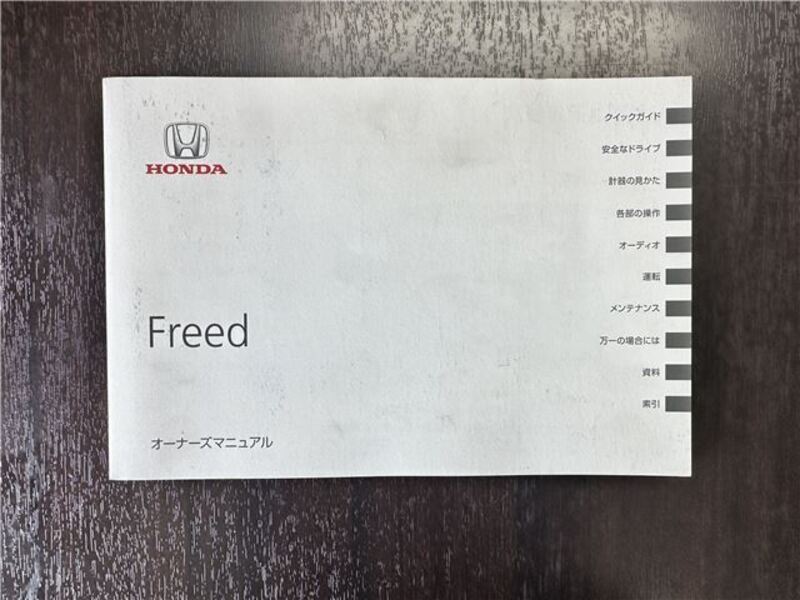 HONDA
Freed
オーナーズマニュアル
クイックガイド
安全なドライブ
計器の見かた
各部の操作
オーディオ
運転
メンテナンス
万一の場合には
資料
索引